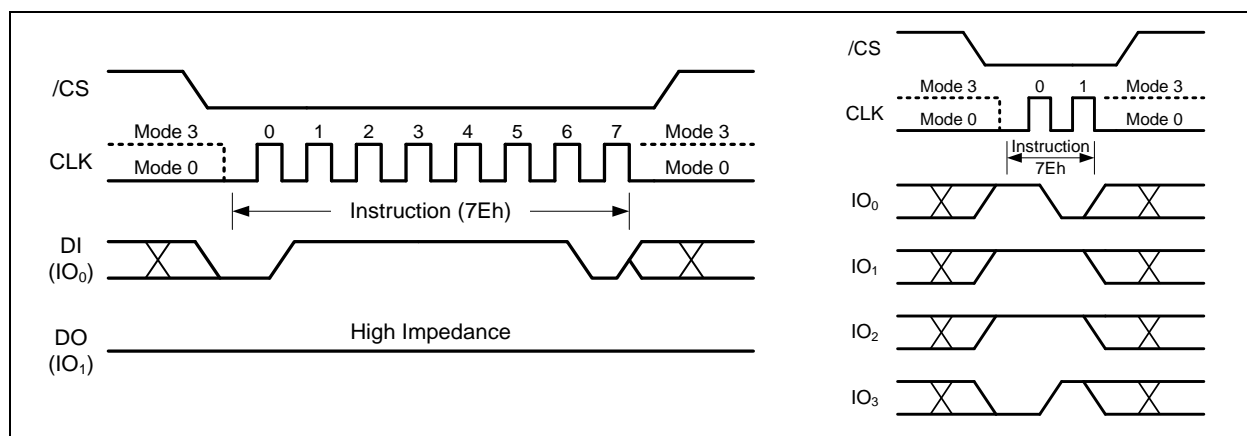 /CS
Mode 3
0 1 2 3 4 5 6 7
Mode 3
CLK
Mode 0
Mode 0
Instruction (7Eh)
DI
(IO0)
High Impedance
DO
(IO1)
/CS
Mode 3
0 1
Mode 3
CLK
Mode 0
Mode 0
Instruction
7Eh
IO0
IO1
IO2
IO3